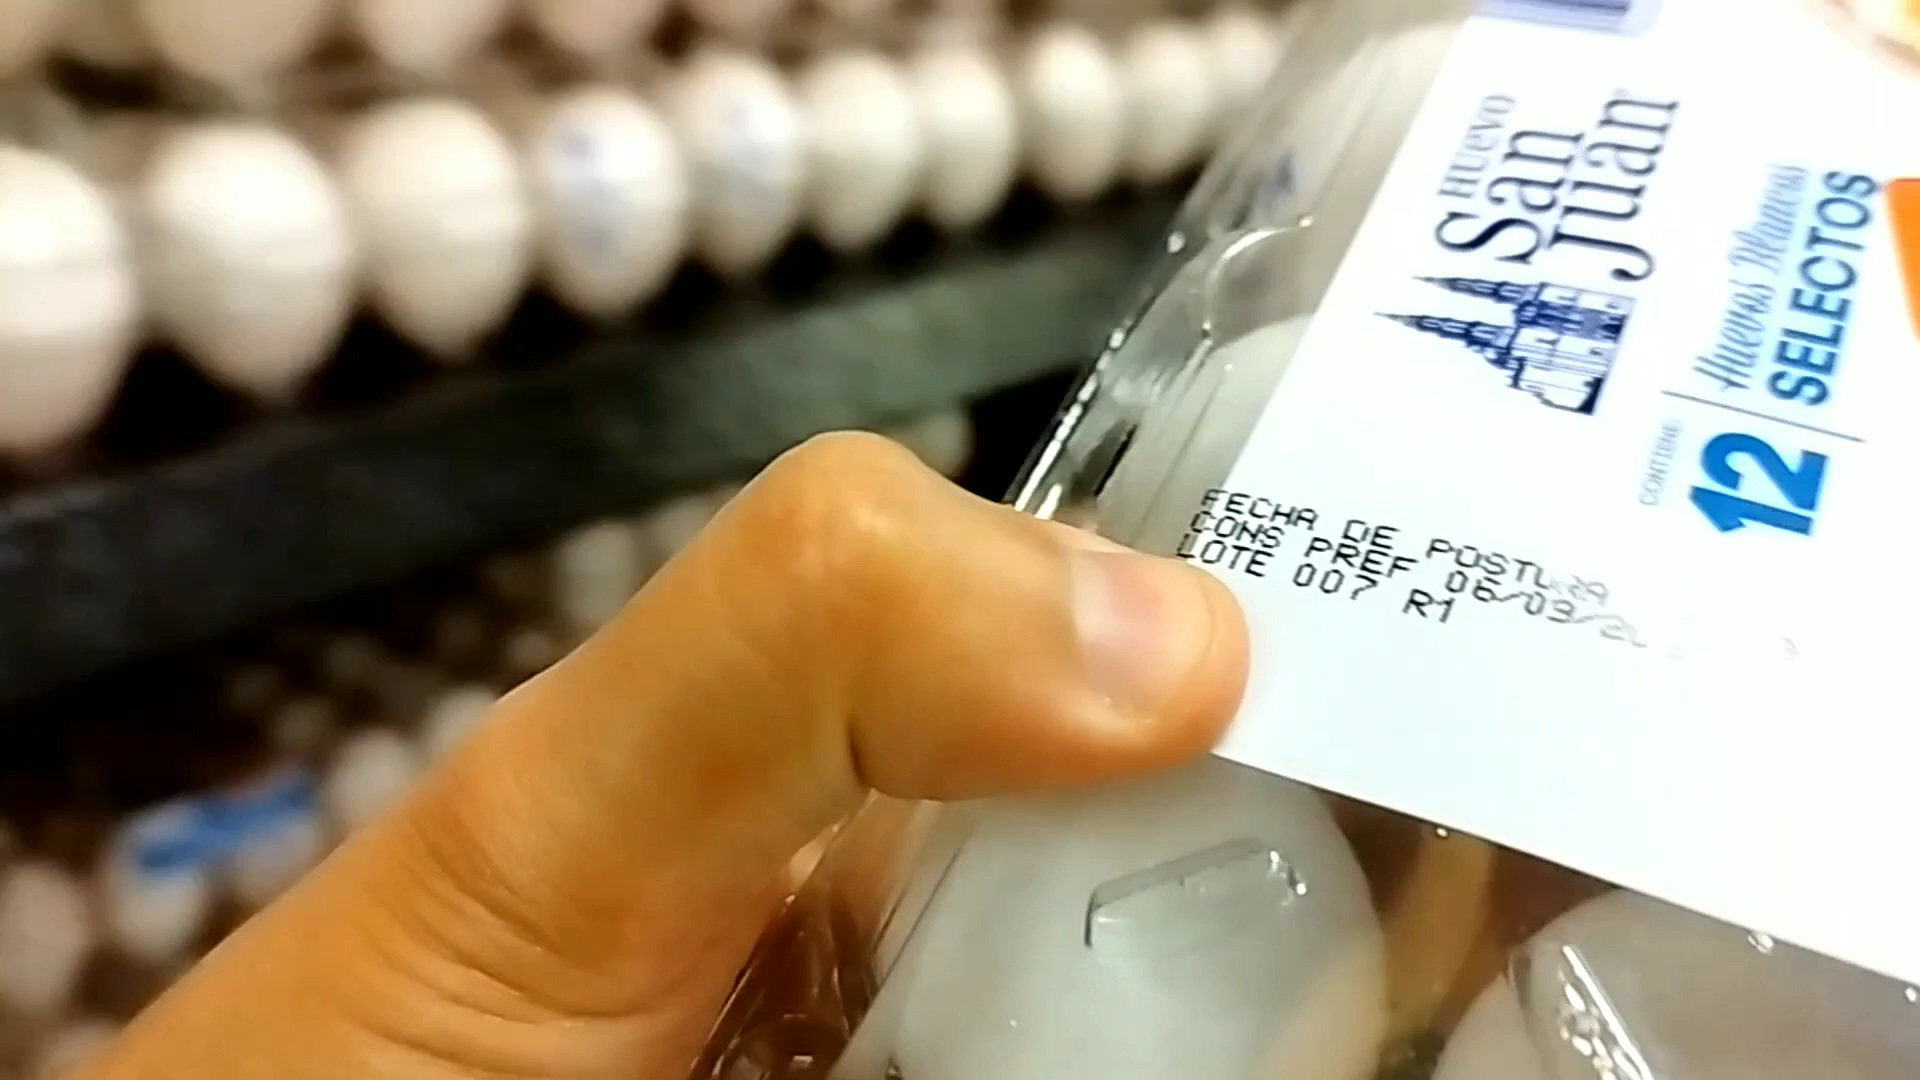 HUEVO
San
Juan
Huevos Blancos
SELECTOS
CONTIENE
12
FECHA DE POSTURA
CONS PREF 06/09/
LOTE 007 R1